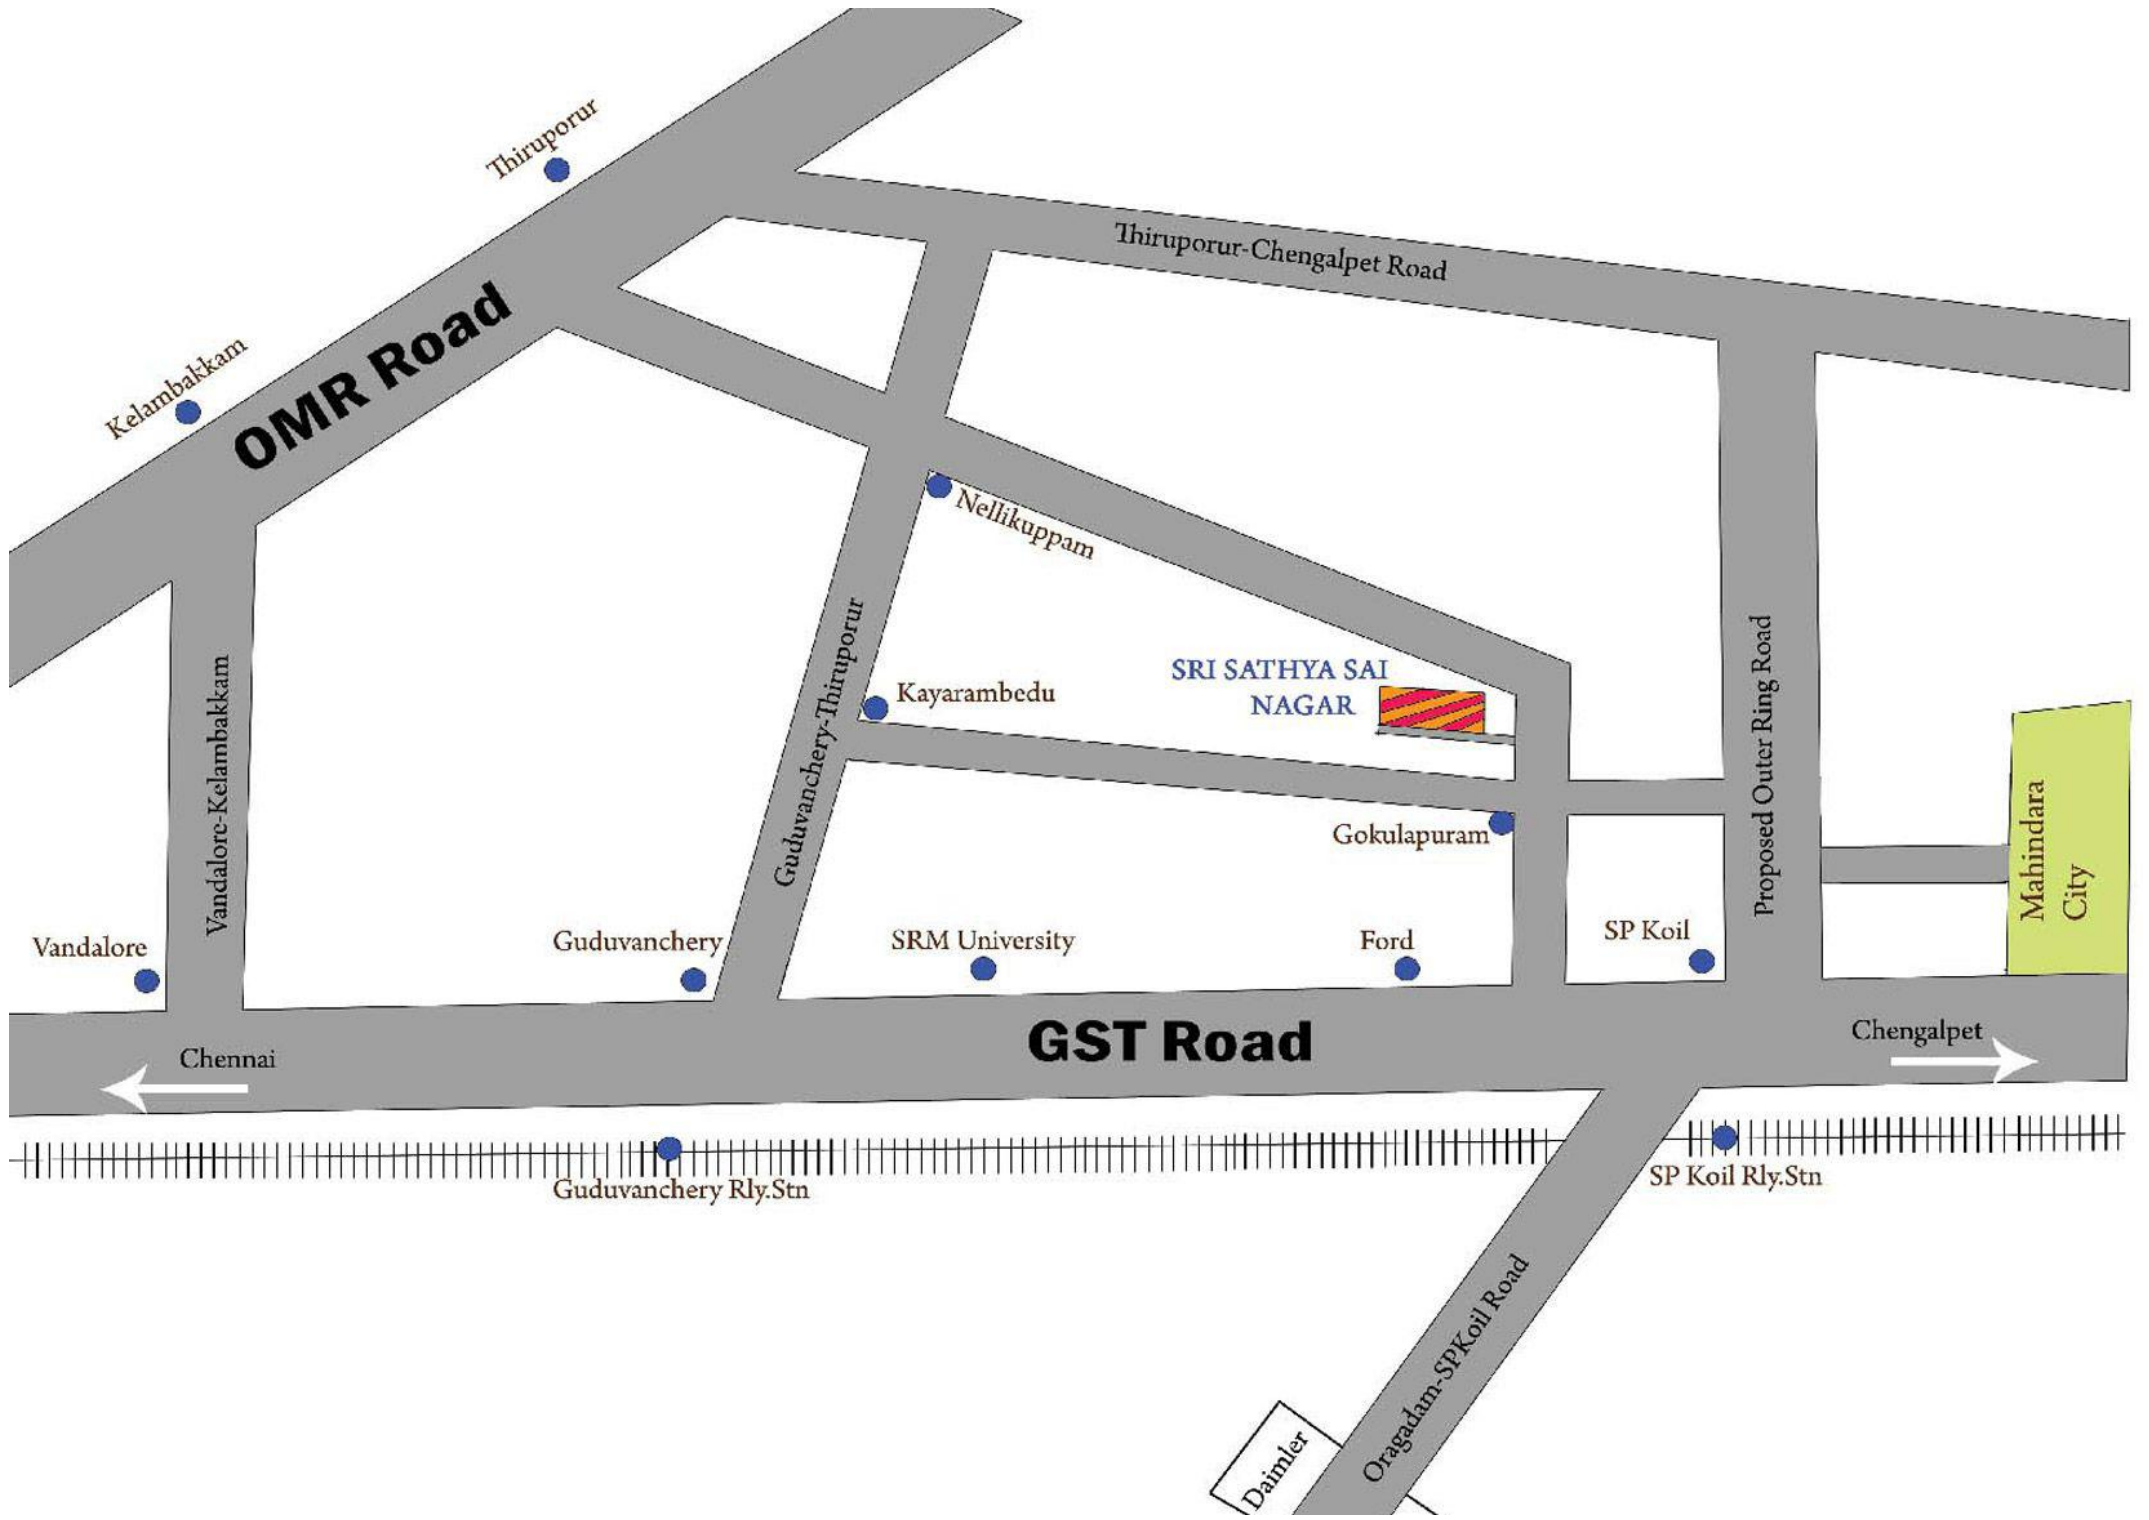 Thiruporur
Thiruporur-Chengalpet Road
OMR Road
Kelambakkam
Nellikuppam
Guduvanchery-Thiruporur
Vandalore-Kelambakkam
Kayarambedu
SRI SATHYA SAI
NAGAR
Proposed Outer Ring Road
Gokulapuram
Mahindara
City
Vandalore
Guduvanchery
SRM University
Ford
SP Koil
GST Road
Chennai
Chengalpet
Guduvanchery Rly.Stn
SP Koil Rly.Stn
Oragadam-SPKoil Road
Daimler